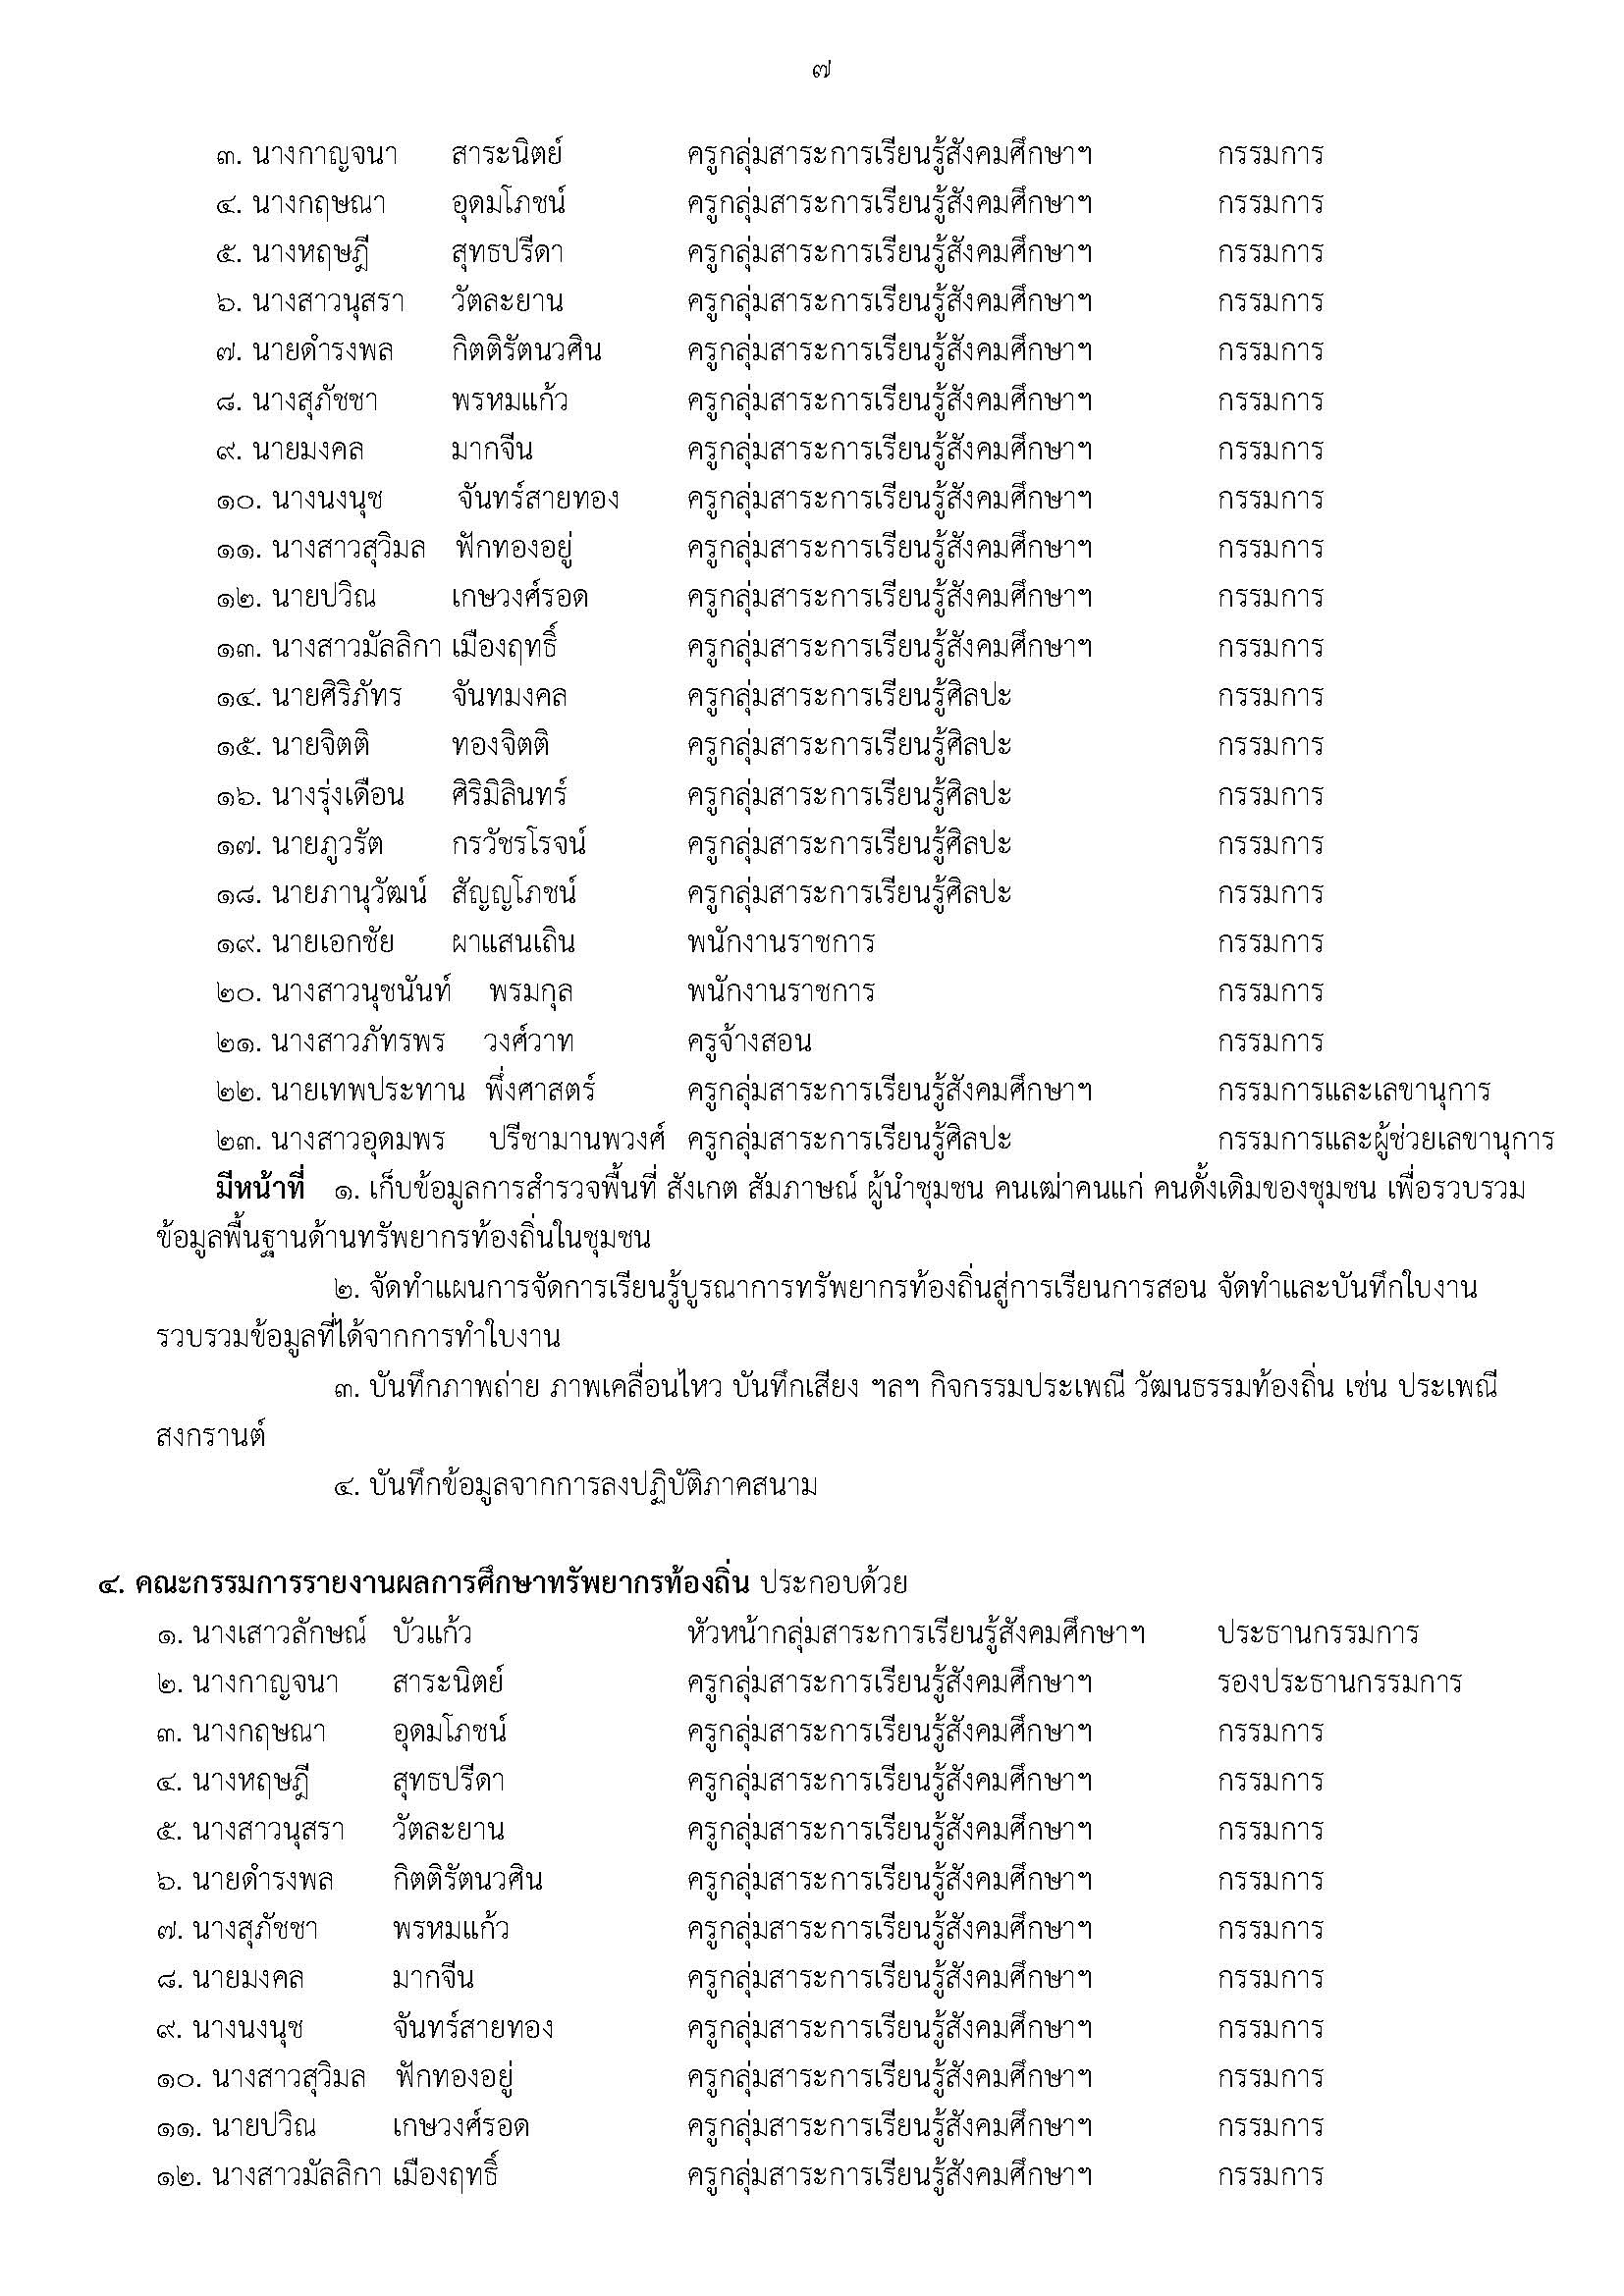 ๗
๓. นางกาญจนา สาระนิตย์ ครูกลุ่มสาระการเรียนรู้สังคมศึกษาฯ กรรมการ
๔. นางกฤษณา อุดมโภชน์ ครูกลุ่มสาระการเรียนรู้สังคมศึกษาฯ กรรมการ
๕. นางหฤษฎี สุทธปรีดา ครูกลุ่มสาระการเรียนรู้สังคมศึกษาฯ กรรมการ
๖. นางสาวนุสรา วัตละยาน ครูกลุ่มสาระการเรียนรู้สังคมศึกษาฯ กรรมการ
๗. นายดำรงพล กิตติรัตนวศิน ครูกลุ่มสาระการเรียนรู้สังคมศึกษาฯ กรรมการ
๘. นางสุภัชชา พรหมแก้ว ครูกลุ่มสาระการเรียนรู้สังคมศึกษาฯ กรรมการ
๙. นายมงคล มากจีน ครูกลุ่มสาระการเรียนรู้สังคมศึกษาฯ กรรมการ
๑๐. นางนงนุช จันทร์สายทอง ครูกลุ่มสาระการเรียนรู้สังคมศึกษาฯ กรรมการ
๑๑. นางสาวสุวิมล ฟักทองอยู่ ครูกลุ่มสาระการเรียนรู้สังคมศึกษาฯ กรรมการ
๑๒. นายปวิณ เกษวงศ์รอด ครูกลุ่มสาระการเรียนรู้สังคมศึกษาฯ กรรมการ
๑๓. นางสาวมัลลิกา เมืองฤทธิ์ ครูกลุ่มสาระการเรียนรู้สังคมศึกษาฯ กรรมการ
๑๔. นายศิริภัทร จันทมงคล ครูกลุ่มสาระการเรียนรู้ศิลปะ กรรมการ
๑๕. นายจิตติ ทองจิตติ ครูกลุ่มสาระการเรียนรู้ศิลปะ กรรมการ
๑๖. นางรุ่งเดือน ศิริมิลินทร์ ครูกลุ่มสาระการเรียนรู้ศิลปะ กรรมการ
๑๗. นายภูวรัต กรวัชรโรจน์ ครูกลุ่มสาระการเรียนรู้ศิลปะ กรรมการ
๑๘. นายภานุวัฒน์ สัญญโภชน์ ครูกลุ่มสาระการเรียนรู้ศิลปะ กรรมการ
๑๙. นายเอกชัย ผาแสนเถิน พนักงานราชการ กรรมการ
๒๐. นางสาวนุชนันท์ พรมกุล พนักงานราชการ กรรมการ
๒๑. นางสาวภัทรพร วงศ์วาท ครูจ้างสอน กรรมการ
๒๒. นายเทพประทาน พึ่งศาสตร์ ครูกลุ่มสาระการเรียนรู้สังคมศึกษาฯ กรรมการและเลขานุการ
๒๓. นางสาวอุดมพร ปรีชามานพวงศ์ ครูกลุ่มสาระการเรียนรู้ศิลปะ กรรมการและผู้ช่วยเลขานุการ
มีหน้าที่ ๑. เก็บข้อมูลการสำรวจพื้นที่ สังเกต สัมภาษณ์ ผู้นำชุมชน คนเฒ่าคนแก่ คนดั้งเดิมของชุมชน เพื่อรวบรวม
ข้อมูลพื้นฐานด้านทรัพยากรท้องถิ่นในชุมชน
๒. จัดทำแผนการจัดการเรียนรู้บูรณาการทรัพยากรท้องถิ่นสู่การเรียนการสอน จัดทำและบันทึกใบงาน
รวบรวมข้อมูลที่ได้จากการทำใบงาน
๓. บันทึกภาพถ่าย ภาพเคลื่อนไหว บันทึกเสียง ฯลฯ กิจกรรมประเพณี วัฒนธรรมท้องถิ่น เช่น ประเพณี
สงกรานต์
๔. บันทึกข้อมูลจากการลงปฏิบัติภาคสนาม
๔. คณะกรรมการรายงานผลการศึกษาทรัพยากรท้องถิ่น ประกอบด้วย
๑. นางเสาวลักษณ์ บัวแก้ว หัวหน้ากลุ่มสาระการเรียนรู้สังคมศึกษาฯ ประธานกรรมการ
๒. นางกาญจนา สาระนิตย์ ครูกลุ่มสาระการเรียนรู้สังคมศึกษาฯ รองประธานกรรมการ
๓. นางกฤษณา อุดมโภชน์ ครูกลุ่มสาระการเรียนรู้สังคมศึกษาฯ กรรมการ
๔. นางหฤษฎี สุทธปรีดา ครูกลุ่มสาระการเรียนรู้สังคมศึกษาฯ กรรมการ
๕. นางสาวนุสรา วัตละยาน ครูกลุ่มสาระการเรียนรู้สังคมศึกษาฯ กรรมการ
๖. นายดำรงพล กิตติรัตนวศิน ครูกลุ่มสาระการเรียนรู้สังคมศึกษาฯ กรรมการ
๗. นางสุภัชชา พรหมแก้ว ครูกลุ่มสาระการเรียนรู้สังคมศึกษาฯ กรรมการ
๘. นายมงคล มากจีน ครูกลุ่มสาระการเรียนรู้สังคมศึกษาฯ กรรมการ
๙. นางนงนุช จันทร์สายทอง ครูกลุ่มสาระการเรียนรู้สังคมศึกษาฯ กรรมการ
๑๐. นางสาวสุวิมล ฟักทองอยู่ ครูกลุ่มสาระการเรียนรู้สังคมศึกษาฯ กรรมการ
๑๑. นายปวิณ เกษวงศ์รอด ครูกลุ่มสาระการเรียนรู้สังคมศึกษาฯ กรรมการ
๑๒. นางสาวมัลลิกา เมืองฤทธิ์ ครูกลุ่มสาระการเรียนรู้สังคมศึกษาฯ กรรมการ